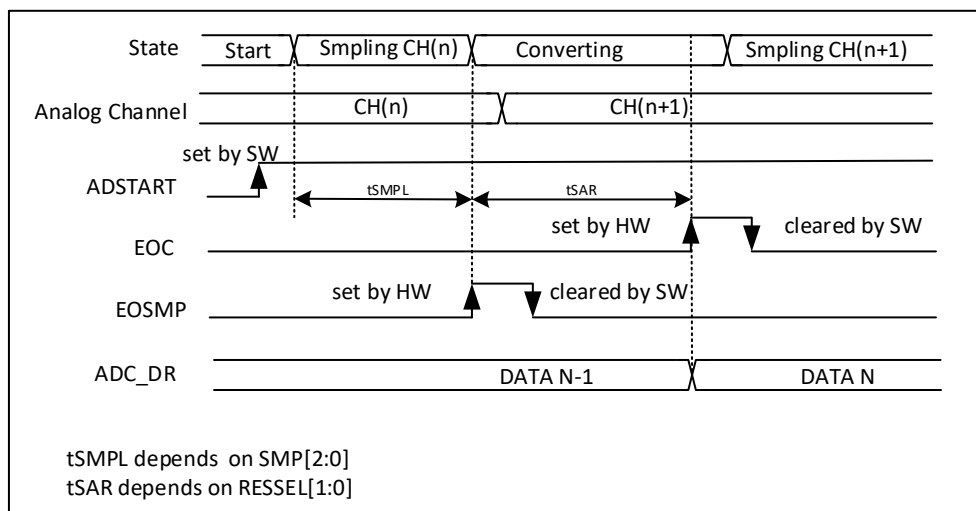 State Start Smpling CH(n) Converting Smpling CH(n+1)
Analog Channel CH(n) CH(n+1)
set by SW
ADSTART tSMPL tSAR
set by HW cleared by SW
EOC
set by HW cleared by SW
EOSMP
ADC_DR DATA N-1 DATA N
tSMPL depends on SMP[2:0]
tSAR depends on RESSEL[1:0]